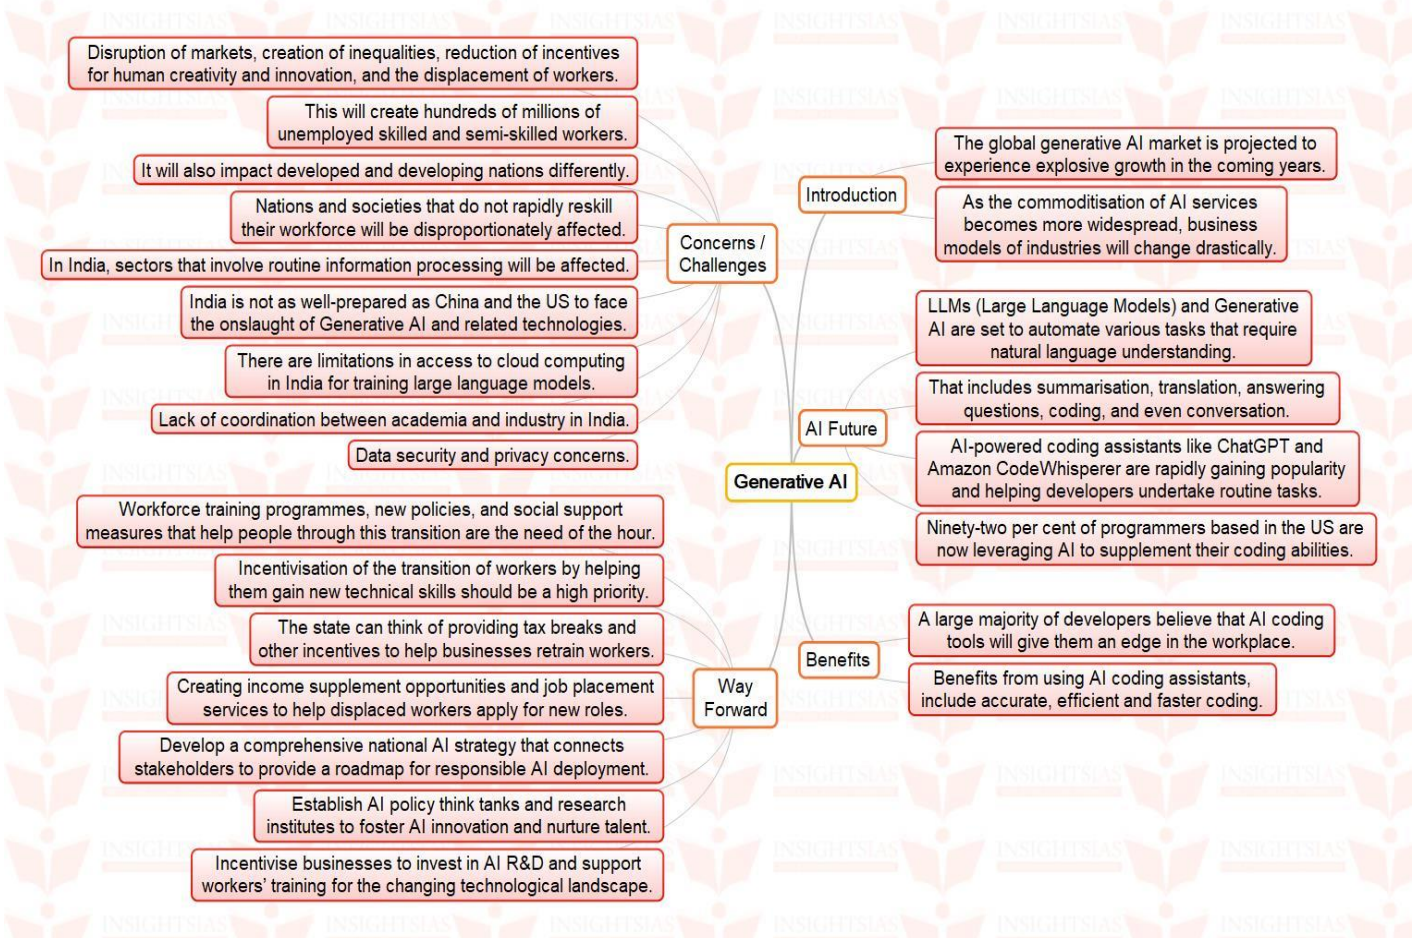 Disruption of markets, creation of inequalities, reduction of incentives
for human creativity and innovation, and the displacement of workers.
This will create hundreds of millions of
unemployed skilled and semi-skilled workers.
It will also impact developed and developing nations differently.
Nations and societies that do not rapidly reskill
their workforce will be disproportionately affected.
In India, sectors that involve routine information processing will be affected.
India is not as well-prepared as China and the US to face
the onslaught of Generative AI and related technologies.
There are limitations in access to cloud computing
in India for training large language models.
Lack of coordination between academia and industry in India.
Data security and privacy concerns.
Concerns /
Challenges
Workforce training programmes, new policies, and social support
measures that help people through this transition are the need of the hour.
Incentivisation of the transition of workers by helping
them gain new technical skills should be a high priority.
The state can think of providing tax breaks and
other incentives to help businesses retrain workers.
Creating income supplement opportunities and job placement
services to help displaced workers apply for new roles.
Develop a comprehensive national AI strategy that connects
stakeholders to provide a roadmap for responsible AI deployment.
Establish AI policy think tanks and research
institutes to foster AI innovation and nurture talent.
Incentivise businesses to invest in AI R&D and support
workers’ training for the changing technological landscape.
Way
Forward
Generative AI
Introduction
The global generative AI market is projected to
experience explosive growth in the coming years.
As the commoditisation of AI services
becomes more widespread, business
models of industries will change drastically.
AI Future
LLMs (Large Language Models) and Generative
AI are set to automate various tasks that require
natural language understanding.
That includes summarisation, translation, answering
questions, coding, and even conversation.
AI-powered coding assistants like ChatGPT and
Amazon CodeWhisperer are rapidly gaining popularity
and helping developers undertake routine tasks.
Ninety-two per cent of programmers based in the US are
now leveraging AI to supplement their coding abilities.
Benefits
A large majority of developers believe that AI coding
tools will give them an edge in the workplace.
Benefits from using AI coding assistants,
include accurate, efficient and faster coding.
INSIGHTSIAS